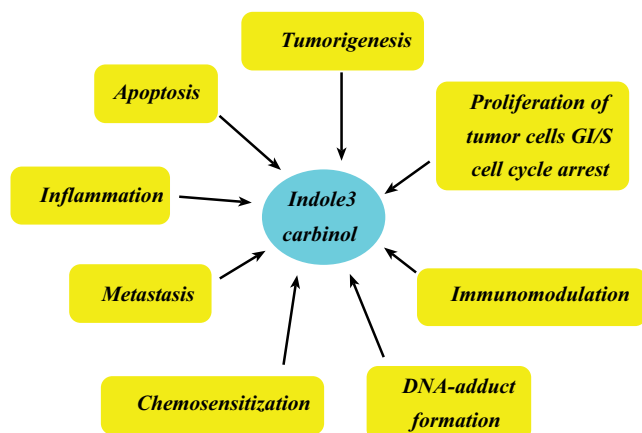 Tumorigenesis
Apoptosis
Proliferation of
tumor cells GI/S
cell cycle arrest
Inflammation
Indole3
carbinol
Metastasis
Immunomodulation
Chemosensitization
DNA-adduct
formation